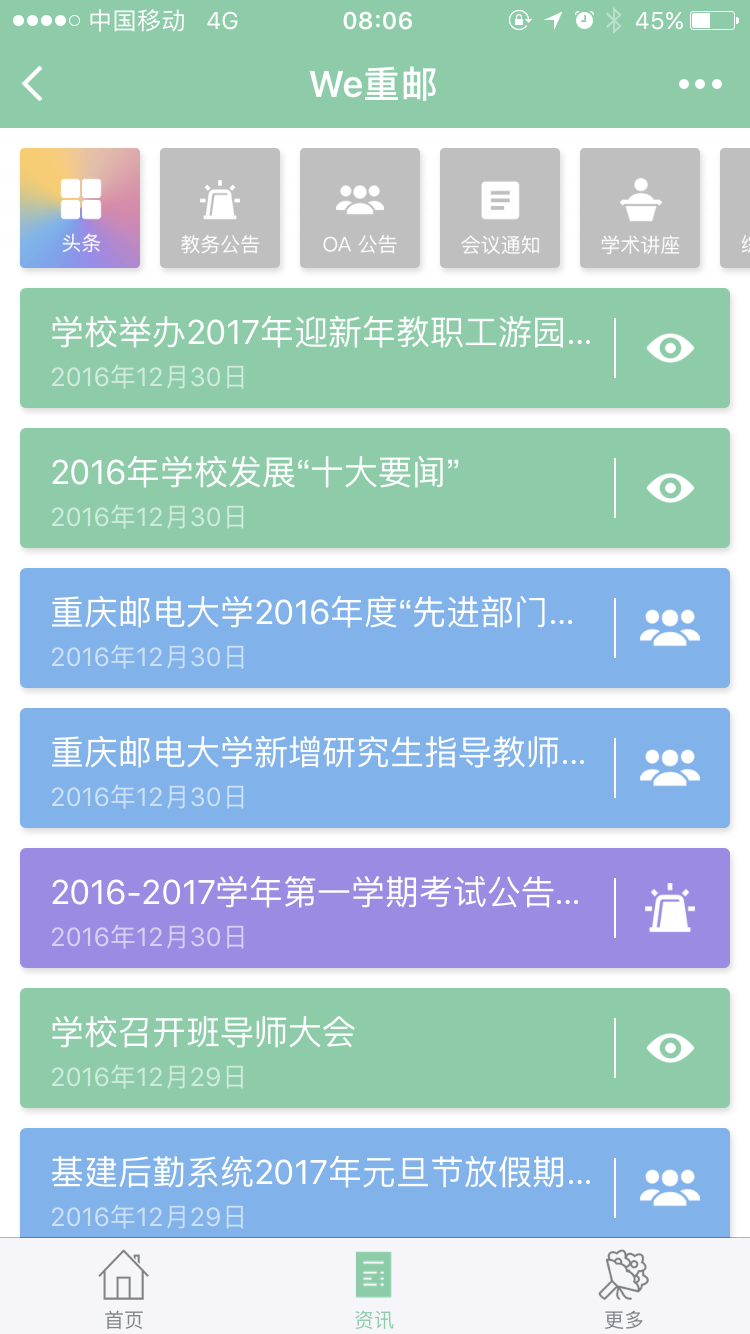 中国移动 4G 08:06 45%
We重邮
头条 教务公告 OA 公告 会议通知 学术讲座
学校举办2017年迎新年教职工游园...
2016年12月30日
2016年学校发展“十大要闻”
2016年12月30日
重庆邮电大学2016年度“先进部门...
2016年12月30日
重庆邮电大学新增研究生指导教师...
2016年12月30日
2016-2017学年第一学期考试公告...
2016年12月30日
学校召开班导师大会
2016年12月29日
基建后勤系统2017年元旦节放假期...
2016年12月29日
首页 资讯 更多